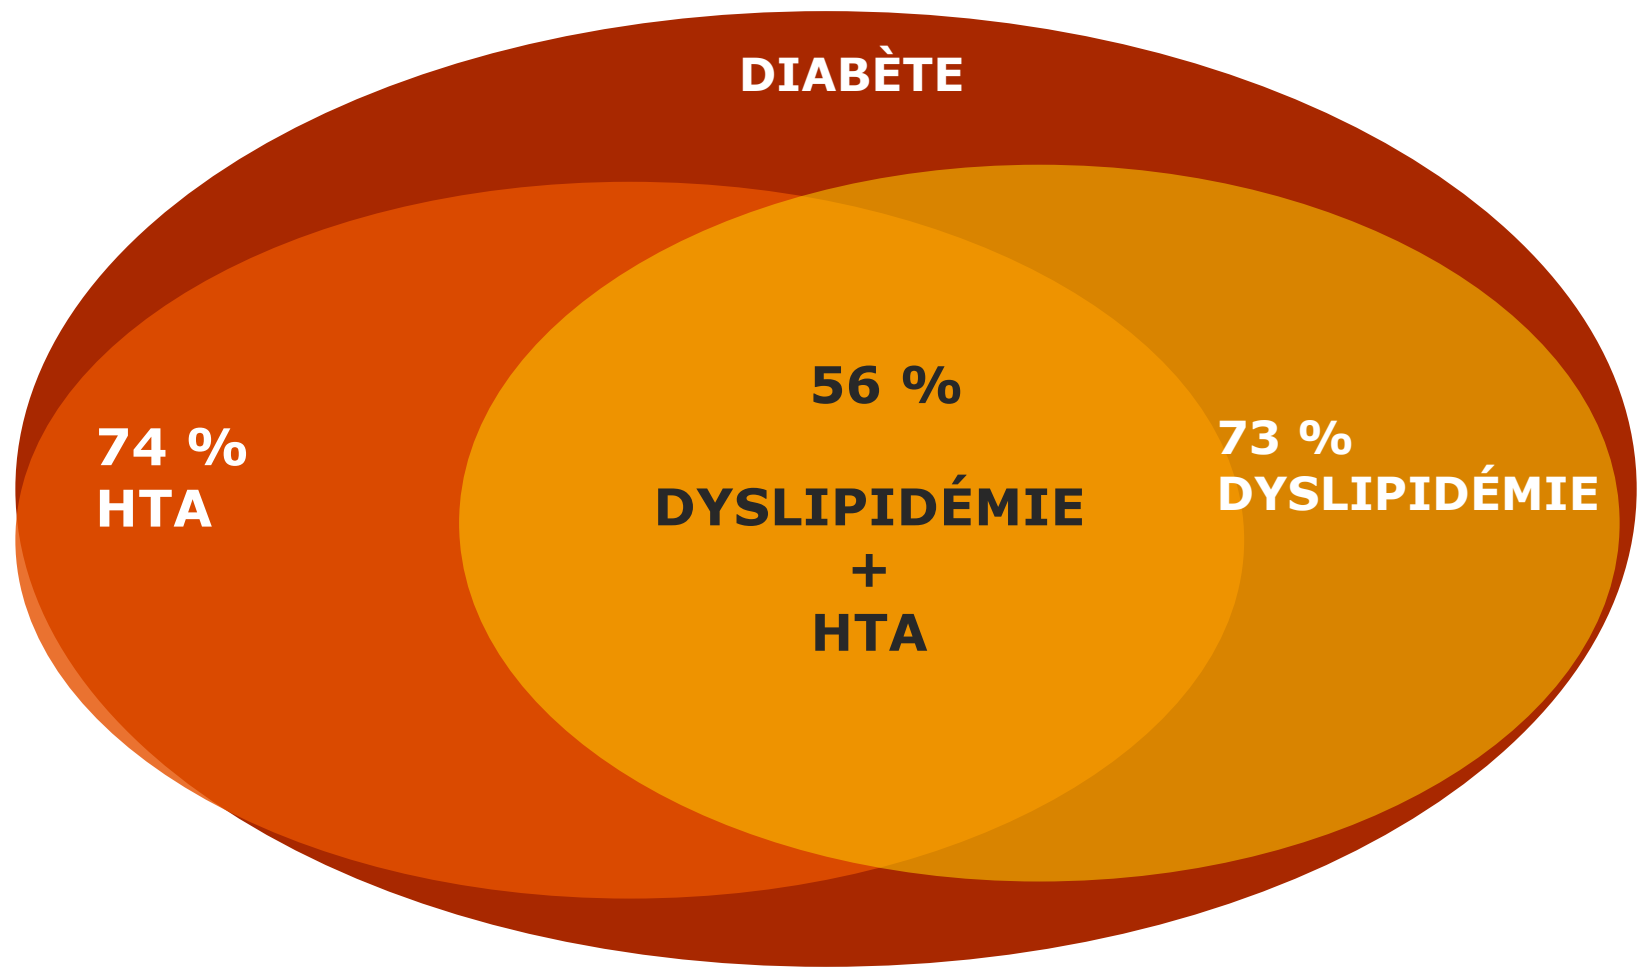 DIABÈTE
74 %
HTA
56 %
DYSLIPIDÉMIE
+
HTA
73 %
DYSLIPIDÉMIE